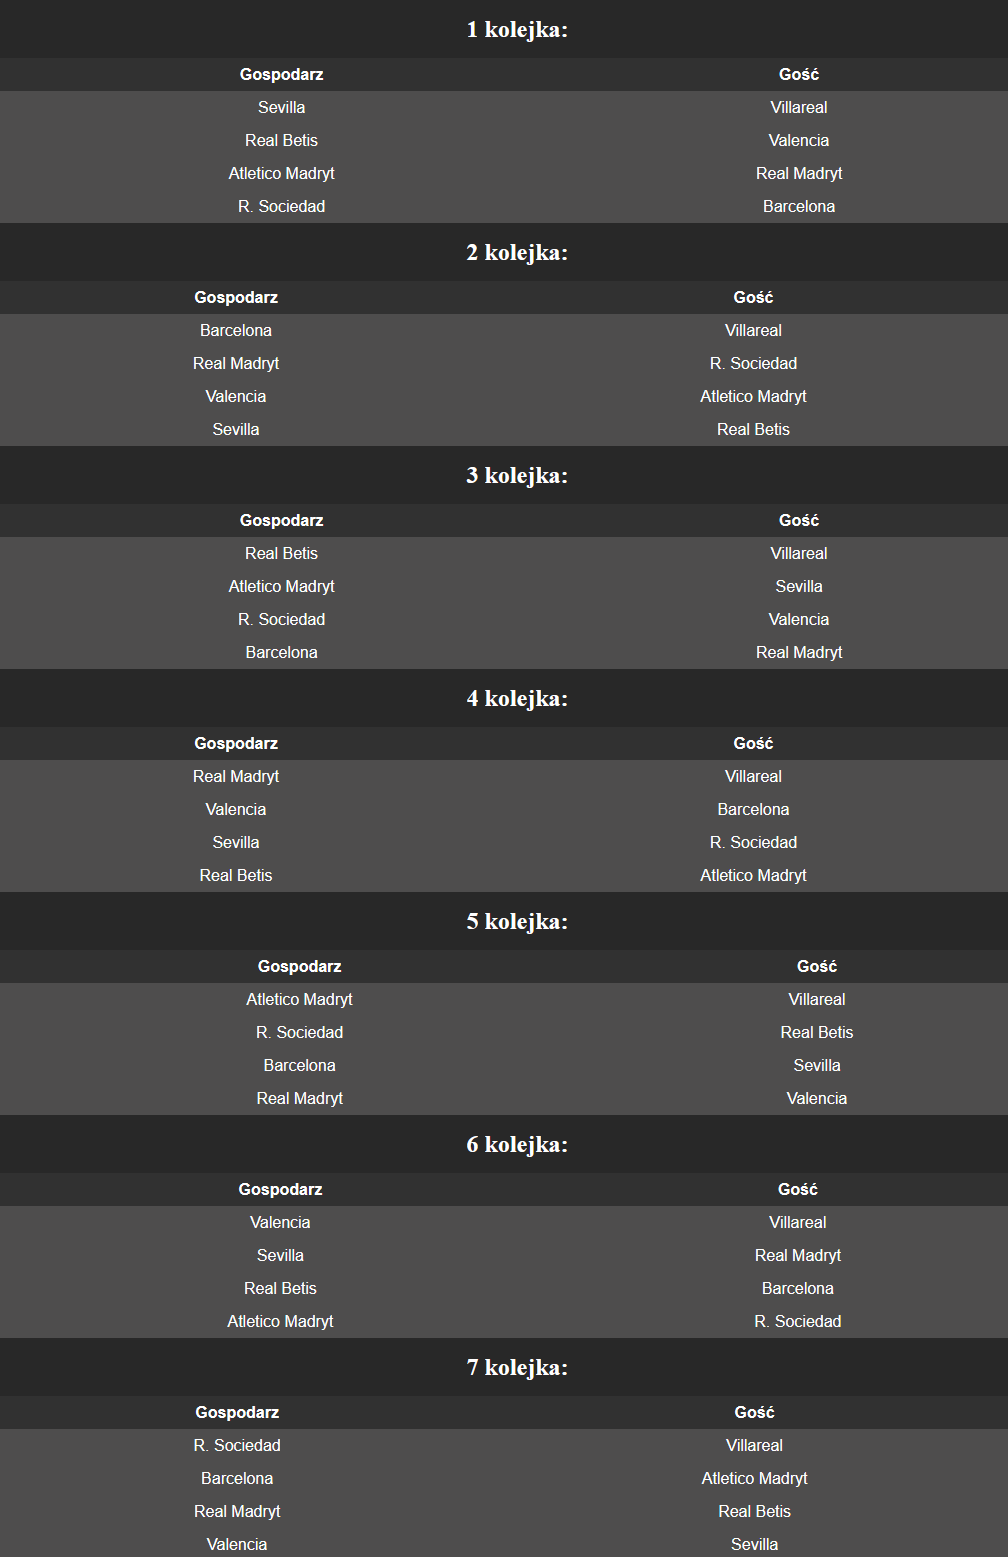 1 kolejka:
Gospodarz Gość
Sevilla Villareal
Real Betis Valencia
Atletico Madryt Real Madryt
R. Sociedad Barcelona
2 kolejka:
Gospodarz Gość
Barcelona Villareal
Real Madryt R. Sociedad
Valencia Atletico Madryt
Sevilla Real Betis
3 kolejka:
Gospodarz Gość
Real Betis Villareal
Atletico Madryt Sevilla
R. Sociedad Valencia
Barcelona Real Madryt
4 kolejka:
Gospodarz Gość
Real Madryt Villareal
Valencia Barcelona
Sevilla R. Sociedad
Real Betis Atletico Madryt
5 kolejka:
Gospodarz Gość
Atletico Madryt Villareal
R. Sociedad Real Betis
Barcelona Sevilla
Real Madryt Valencia
6 kolejka:
Gospodarz Gość
Valencia Villareal
Sevilla Real Madryt
Real Betis Barcelona
Atletico Madryt R. Sociedad
7 kolejka:
Gospodarz Gość
R. Sociedad Villareal
Barcelona Atletico Madryt
Real Madryt Real Betis
Valencia Sevilla